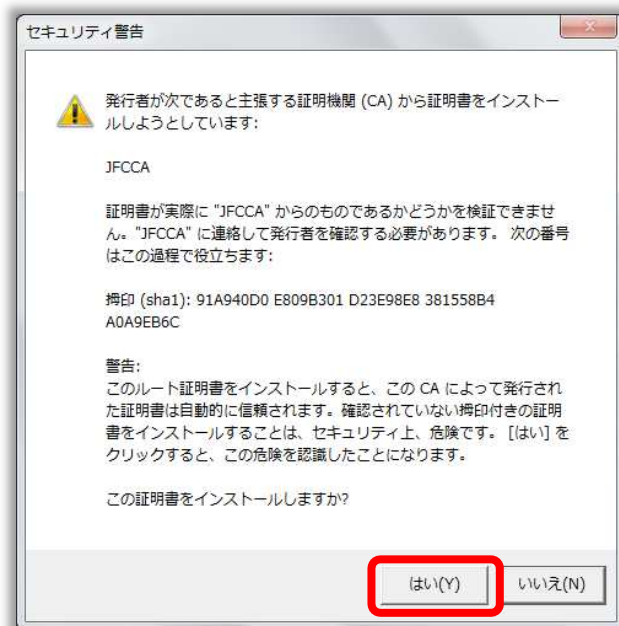 セキュリティ警告
発行者が次であると主張する証明機関 (CA) から証明書をインストー
ルしようとしています:
JFCCA
証明書が実際に "JFCCA" からのものであるかどうかを検証できませ
ん。"JFCCA" に連絡して発行者を確認する必要があります。 次の番号
はこの過程で役立ちます:
拇印 (sha1): 91A940D0 E809B301 D23E98E8 381558B4
A0A9EB6C
警告:
このルート証明書をインストールすると、この CA によって発行され
た証明書は自動的に信頼されます。確認されていない拇印付きの証明
書をインストールすることは、セキュリティ上、危険です。 [はい] を
クリックすると、この危険を認識したことになります。
この証明書をインストールしますか?
はい(Y) いいえ(N)